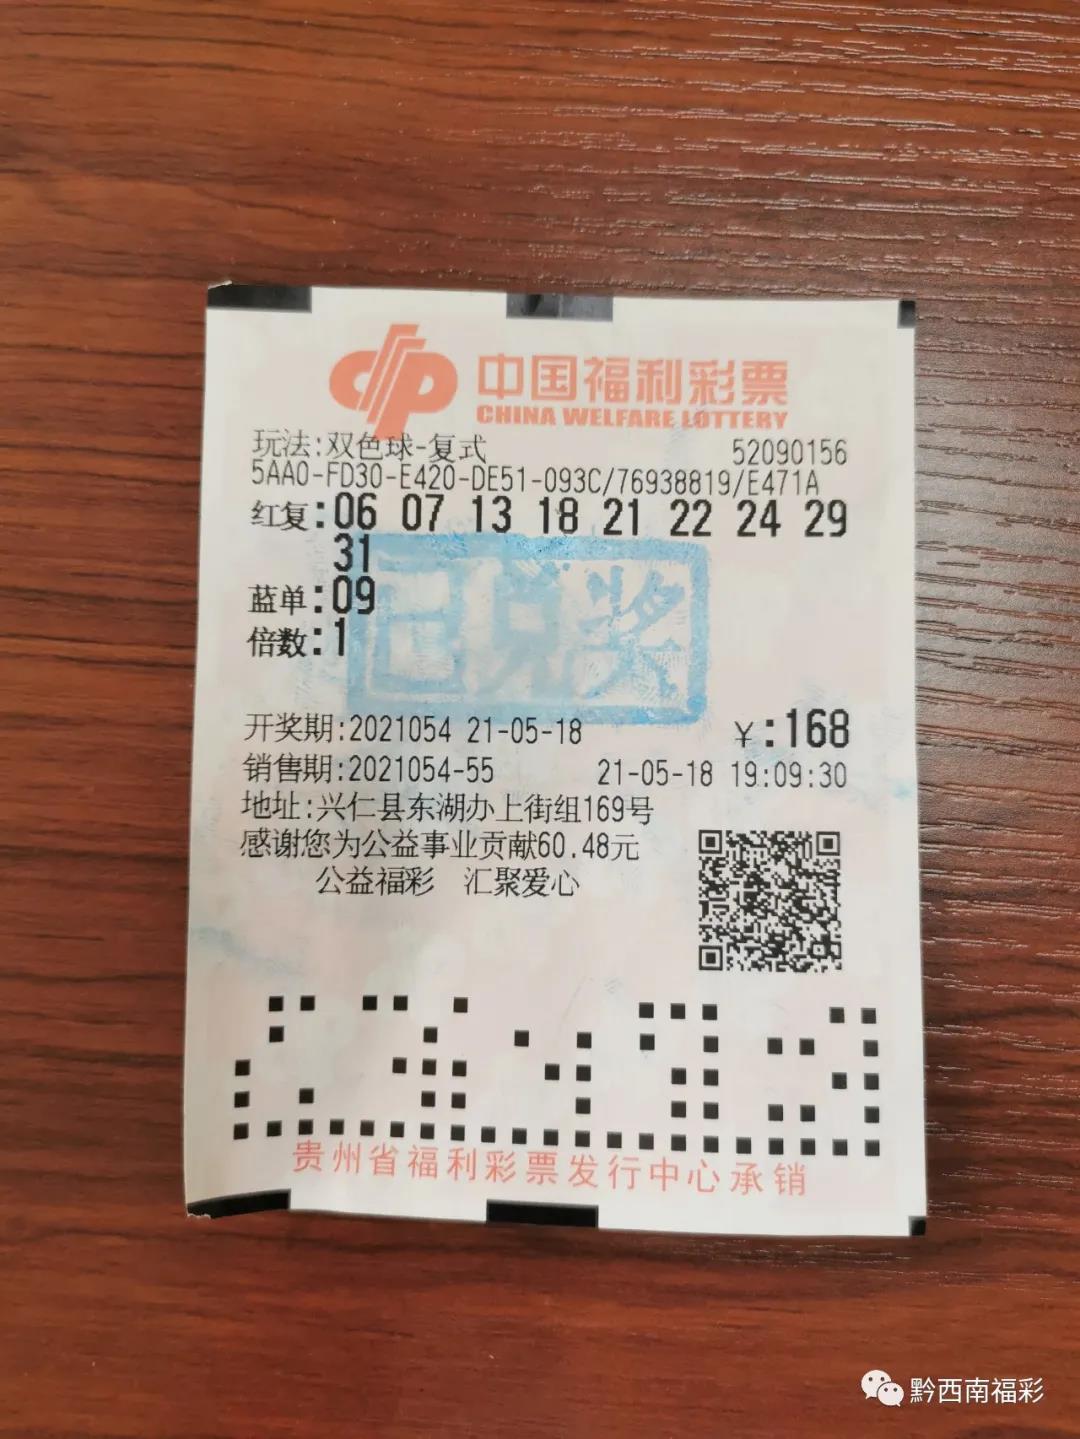 中国福利彩票
CHINA WELFARE LOTTERY
玩法:双色球-复式 52090156
5AA0-FD30-E420-DE51-093C/76938819/E471A
红复:06 07 13 18 21 22 24 29
31
蓝单:09
倍数:1
已兑奖
开奖期:2021054 21-05-18 ¥:168
销售期:2021054-55 21-05-18 19:09:30
地址:兴仁县东湖办上街组169号
感谢您为公益事业贡献60.48元
公益福彩 汇聚爱心
贵州省福利彩票发行中心承销
黔西南福彩